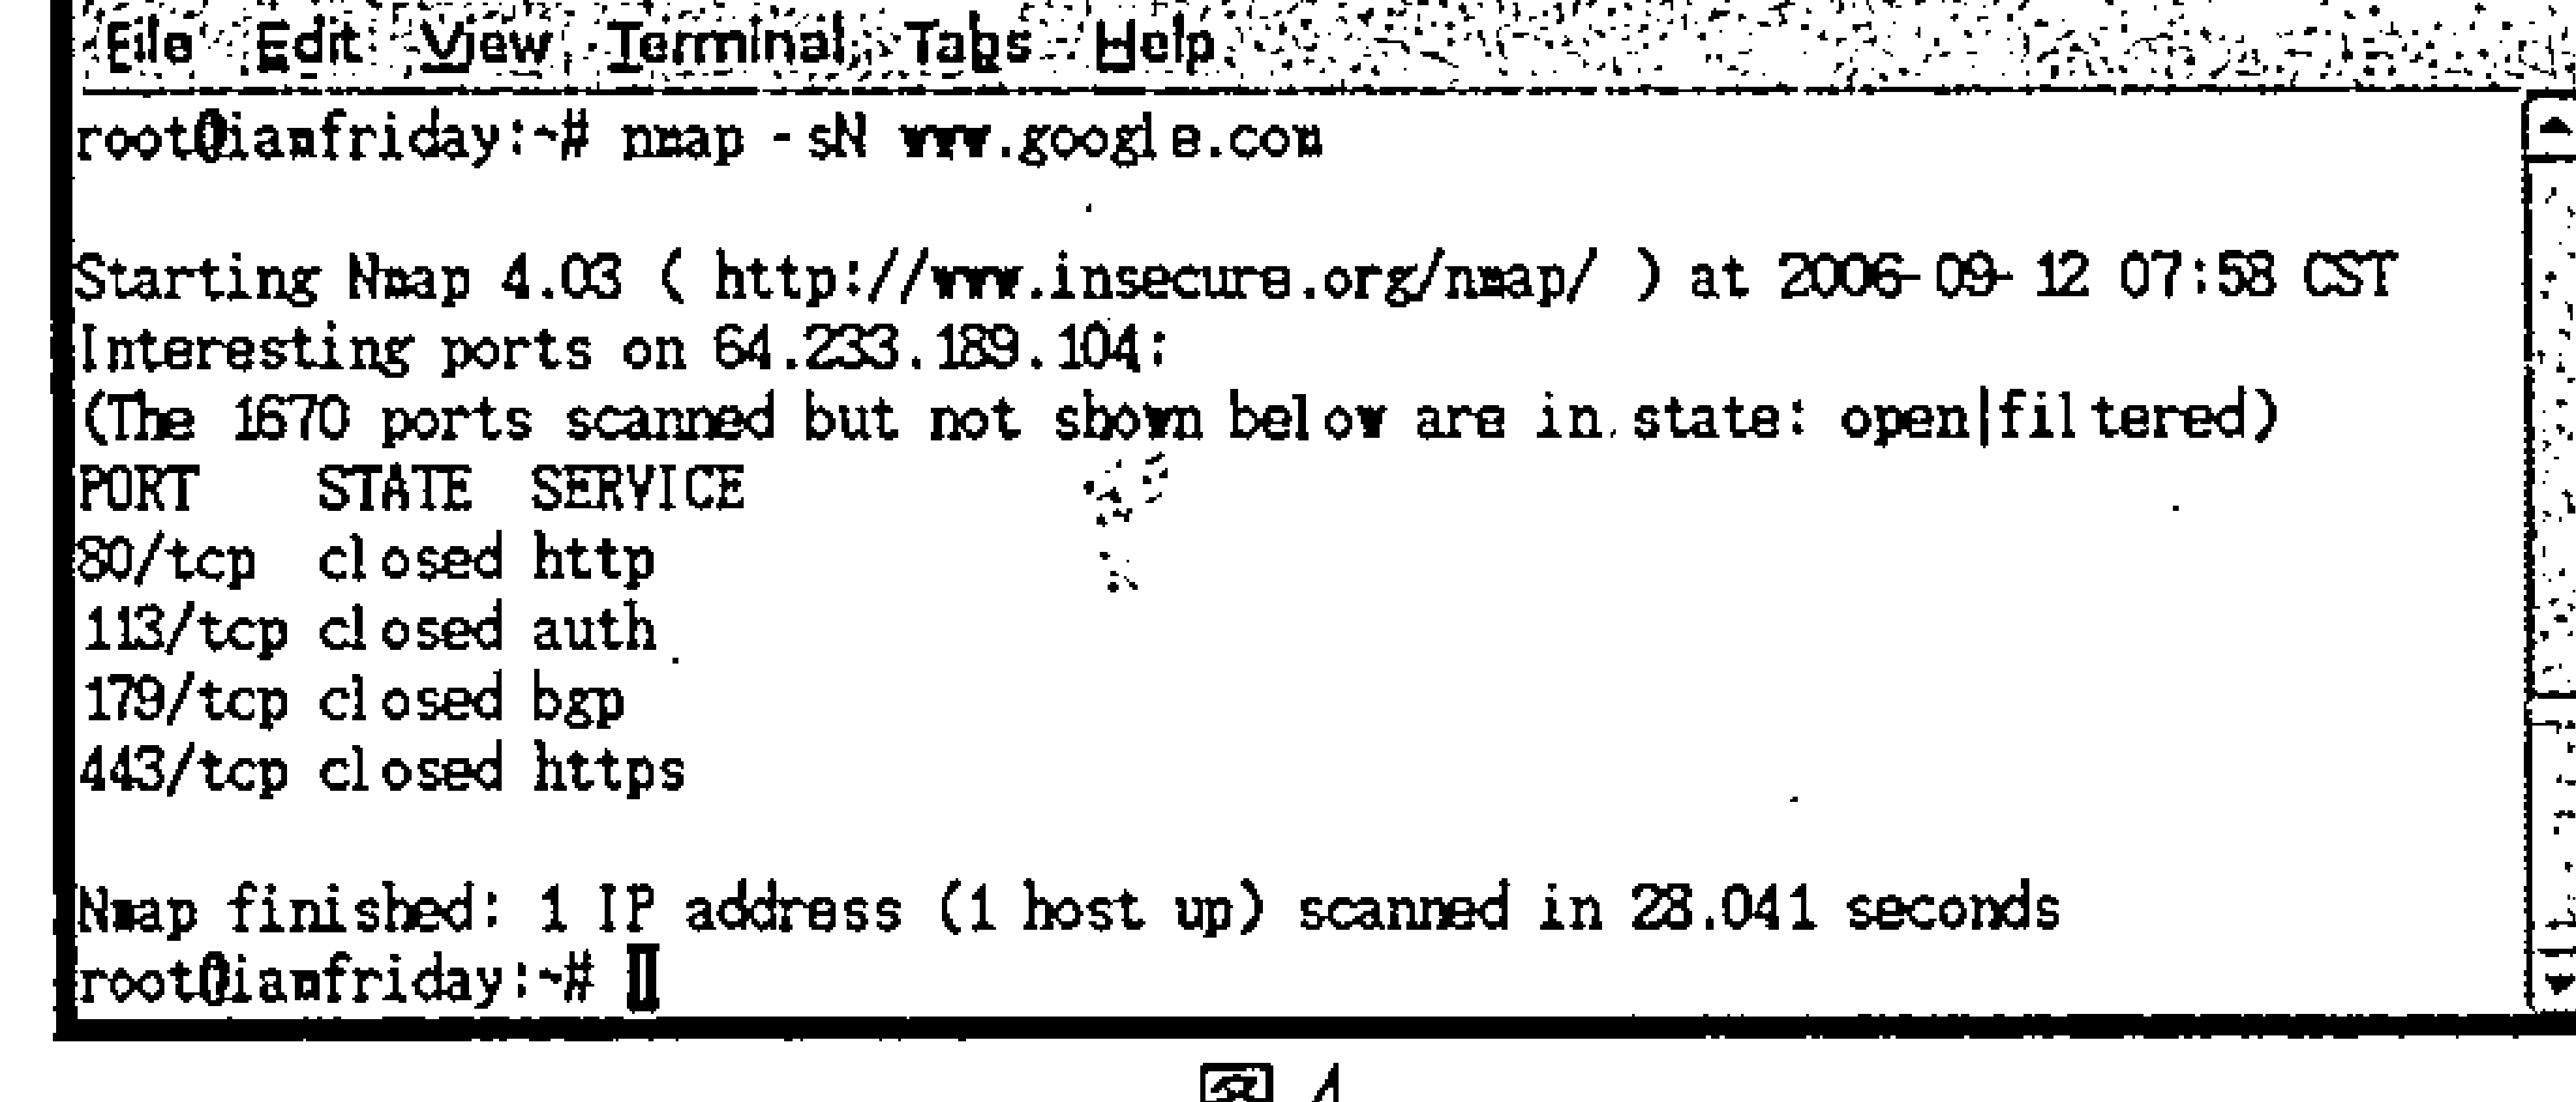 File Edit View Terminal Tabs Help
root@iamfriday:~# nmap -sN www.google.com
Starting Nmap 4.03 ( http://www.insecure.org/nmap/ ) at 2006-09-12 07:58 CST
Interesting ports on 64.233.189.104:
(The 1670 ports scanned but not shown below are in state: open|filtered)
PORT STATE SERVICE
80/tcp closed http
113/tcp closed auth
179/tcp closed bgp
443/tcp closed https
Nmap finished: 1 IP address (1 host up) scanned in 28.041 seconds
root@iamfriday:~#
图